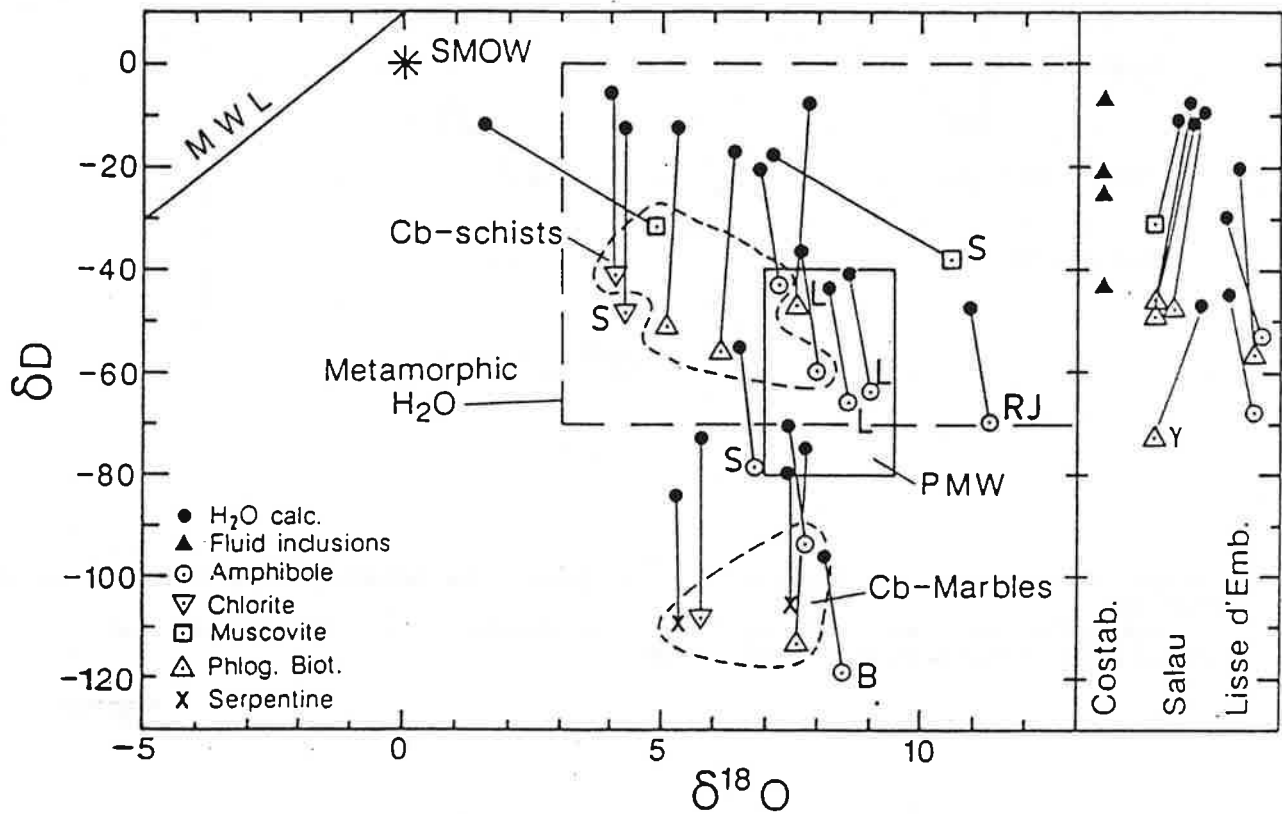 SMOW
MWL
Cb-schists
S
S
L
L
L
Metamorphic
H₂O
RJ
S
PMW
Y
● H₂O calc.
▲ Fluid inclusions
Amphibole
Chlorite
Muscovite
Phlog. Biot.
x Serpentine
Cb-Marbles
B
Costab.
Salau
Lisse d'Emb.
δD
0
-20
-40
-60
-80
-100
-120
-5
0
5
10
δ¹⁸O